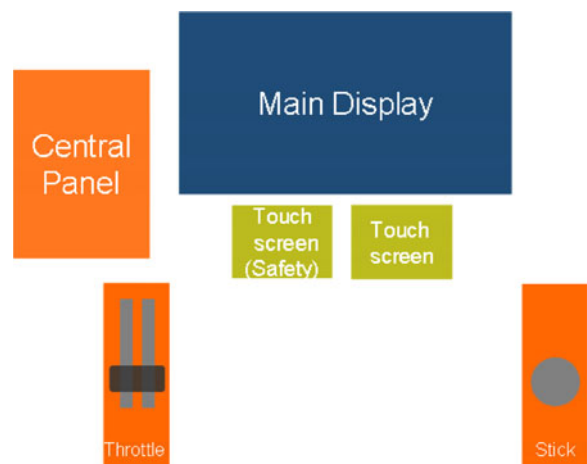 Main Display
Central
Panel
Touch
screen
(Safety)
Touch
screen
Throttle
Stick